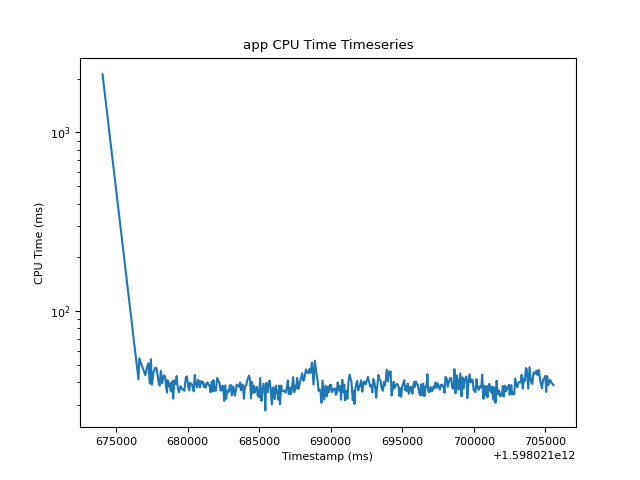 app CPU Time Timeseries
CPU Time (ms)
10³
10²
675000 680000 685000 690000 695000 700000 705000
Timestamp (ms)
+1.598021e12